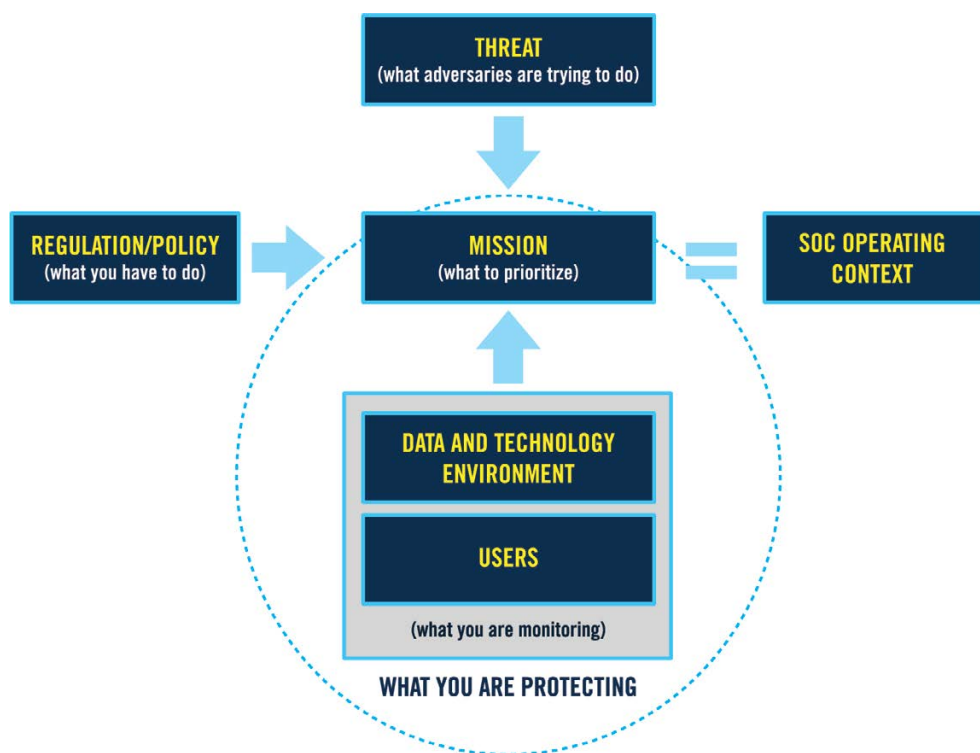 THREAT
(what adversaries are trying to do)
REGULATION/POLICY
(what you have to do)
MISSION
(what to prioritize)
SOC OPERATING
CONTEXT
DATA AND TECHNOLOGY
ENVIRONMENT
USERS
(what you are monitoring)
WHAT YOU ARE PROTECTING